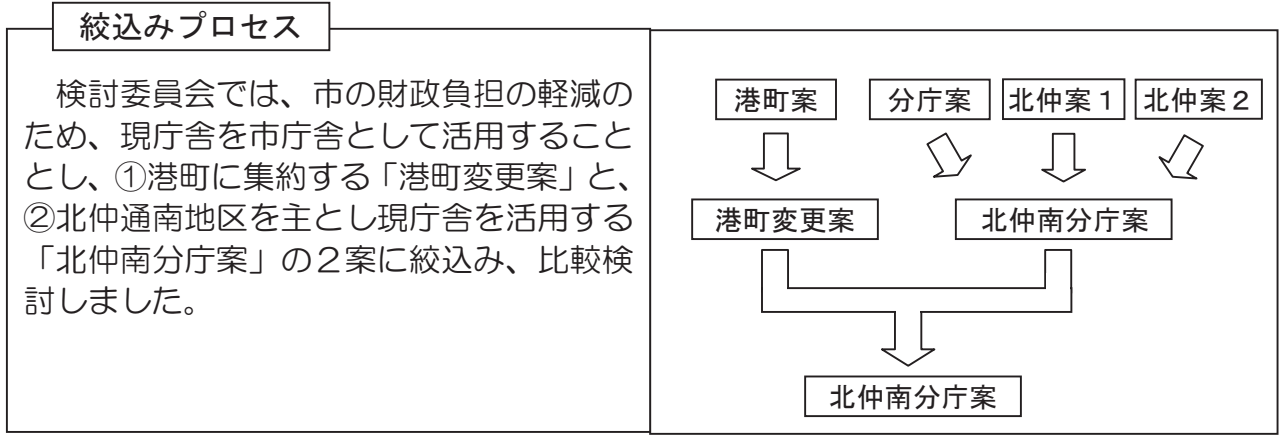 絞込みプロセス
　検討委員会では、市の財政負担の軽減の
ため、現庁舎を市庁舎として活用すること
とし、①港町に集約する「港町変更案」と、
②北仲通南地区を主とし現庁舎を活用する
「北仲南分庁案」の２案に絞込み、比較検
討しました。
港町案 分庁案 北仲案１ 北仲案２
港町変更案 北仲南分庁案
北仲南分庁案